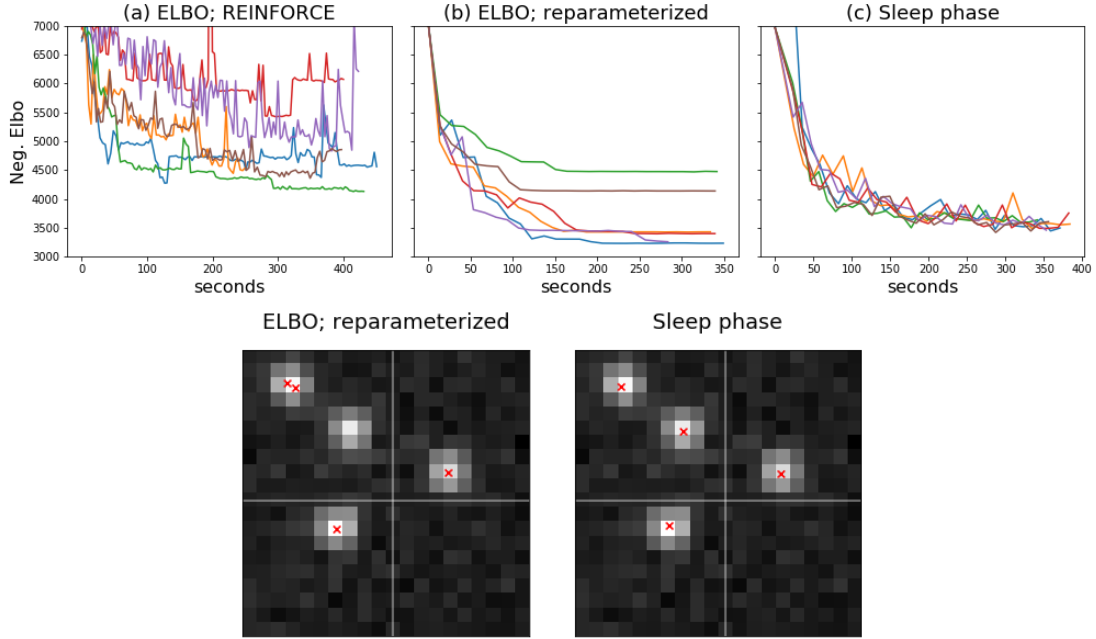 (a) ELBO; REINFORCE
(b) ELBO; reparameterized
(c) Sleep phase
Neg. Elbo
7000
6500
6000
5500
5000
4500
4000
3500
3000
0 100 200 300 400
0 50 100 150 200 250 300 350
0 50 100 150 200 250 300 350 400
seconds
seconds
seconds
ELBO; reparameterized
Sleep phase